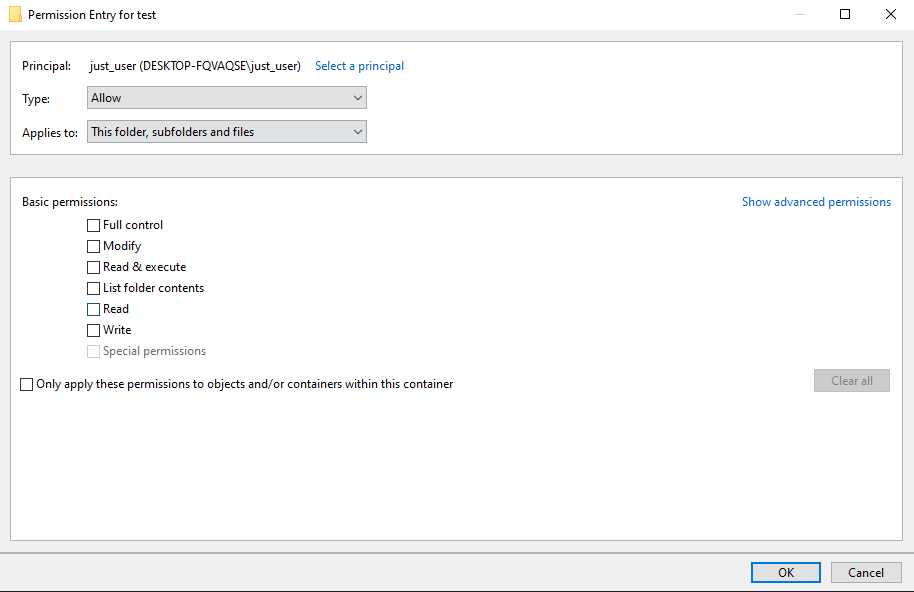 Permission Entry for test
Principal: just_user (DESKTOP-FQVAQSE\just_user) Select a principal
Type: Allow
Applies to: This folder, subfolders and files
Basic permissions: Show advanced permissions
Full control
Modify
Read & execute
List folder contents
Read
Write
Special permissions
Only apply these permissions to objects and/or containers within this container
Clear all
OK Cancel